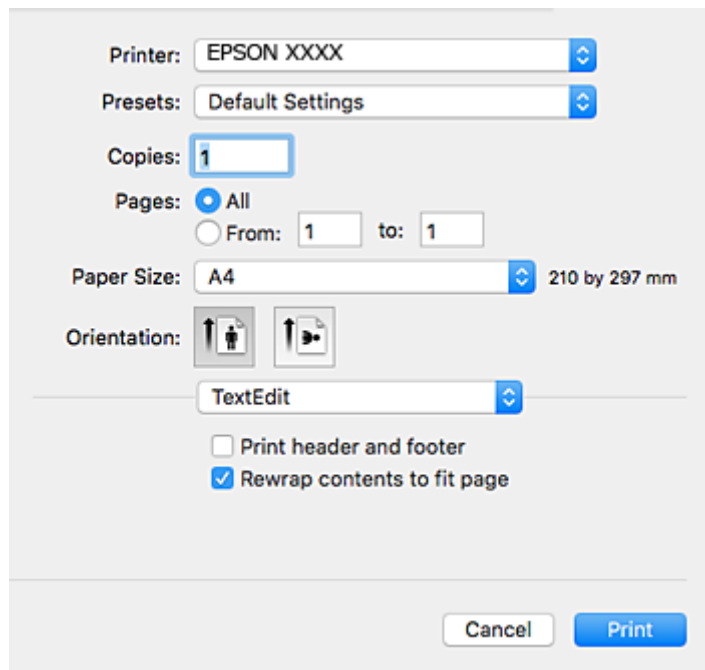 Printer: EPSON XXXX
Presets: Default Settings
Copies: 1
Pages: All
From: 1 to: 1
Paper Size: A4 210 by 297 mm
Orientation:
TextEdit
Print header and footer
Rewrap contents to fit page
Cancel Print